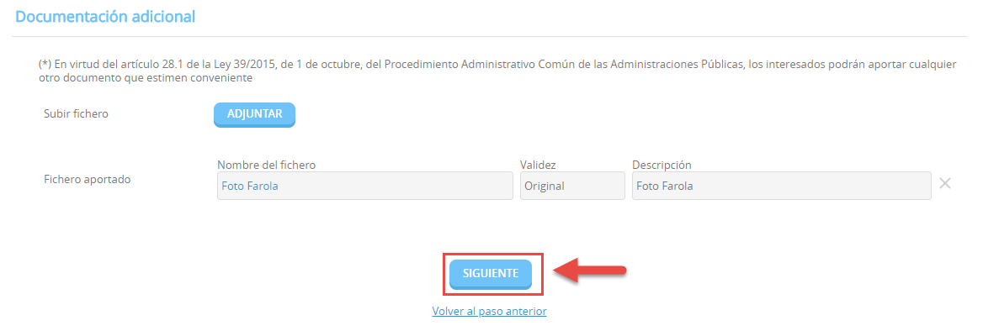 Documentación adicional
(*) En virtud del artículo 28.1 de la Ley 39/2015, de 1 de octubre, del Procedimiento Administrativo Común de las Administraciones Públicas, los interesados podrán aportar cualquier
otro documento que estimen conveniente
Subir fichero
ADJUNTAR
Nombre del fichero Validez Descripción
Fichero aportado Foto Farola Original Foto Farola
SIGUIENTE
Volver al paso anterior